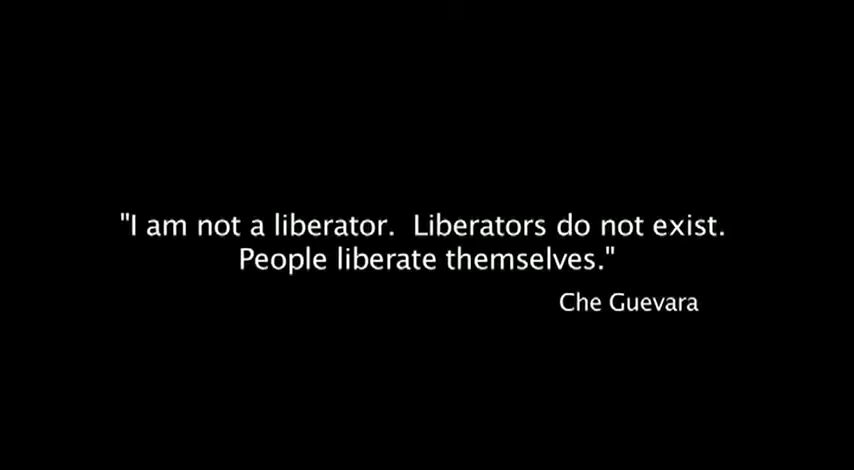 "I am not a liberator.  Liberators do not exist.
People liberate themselves."
Che Guevara